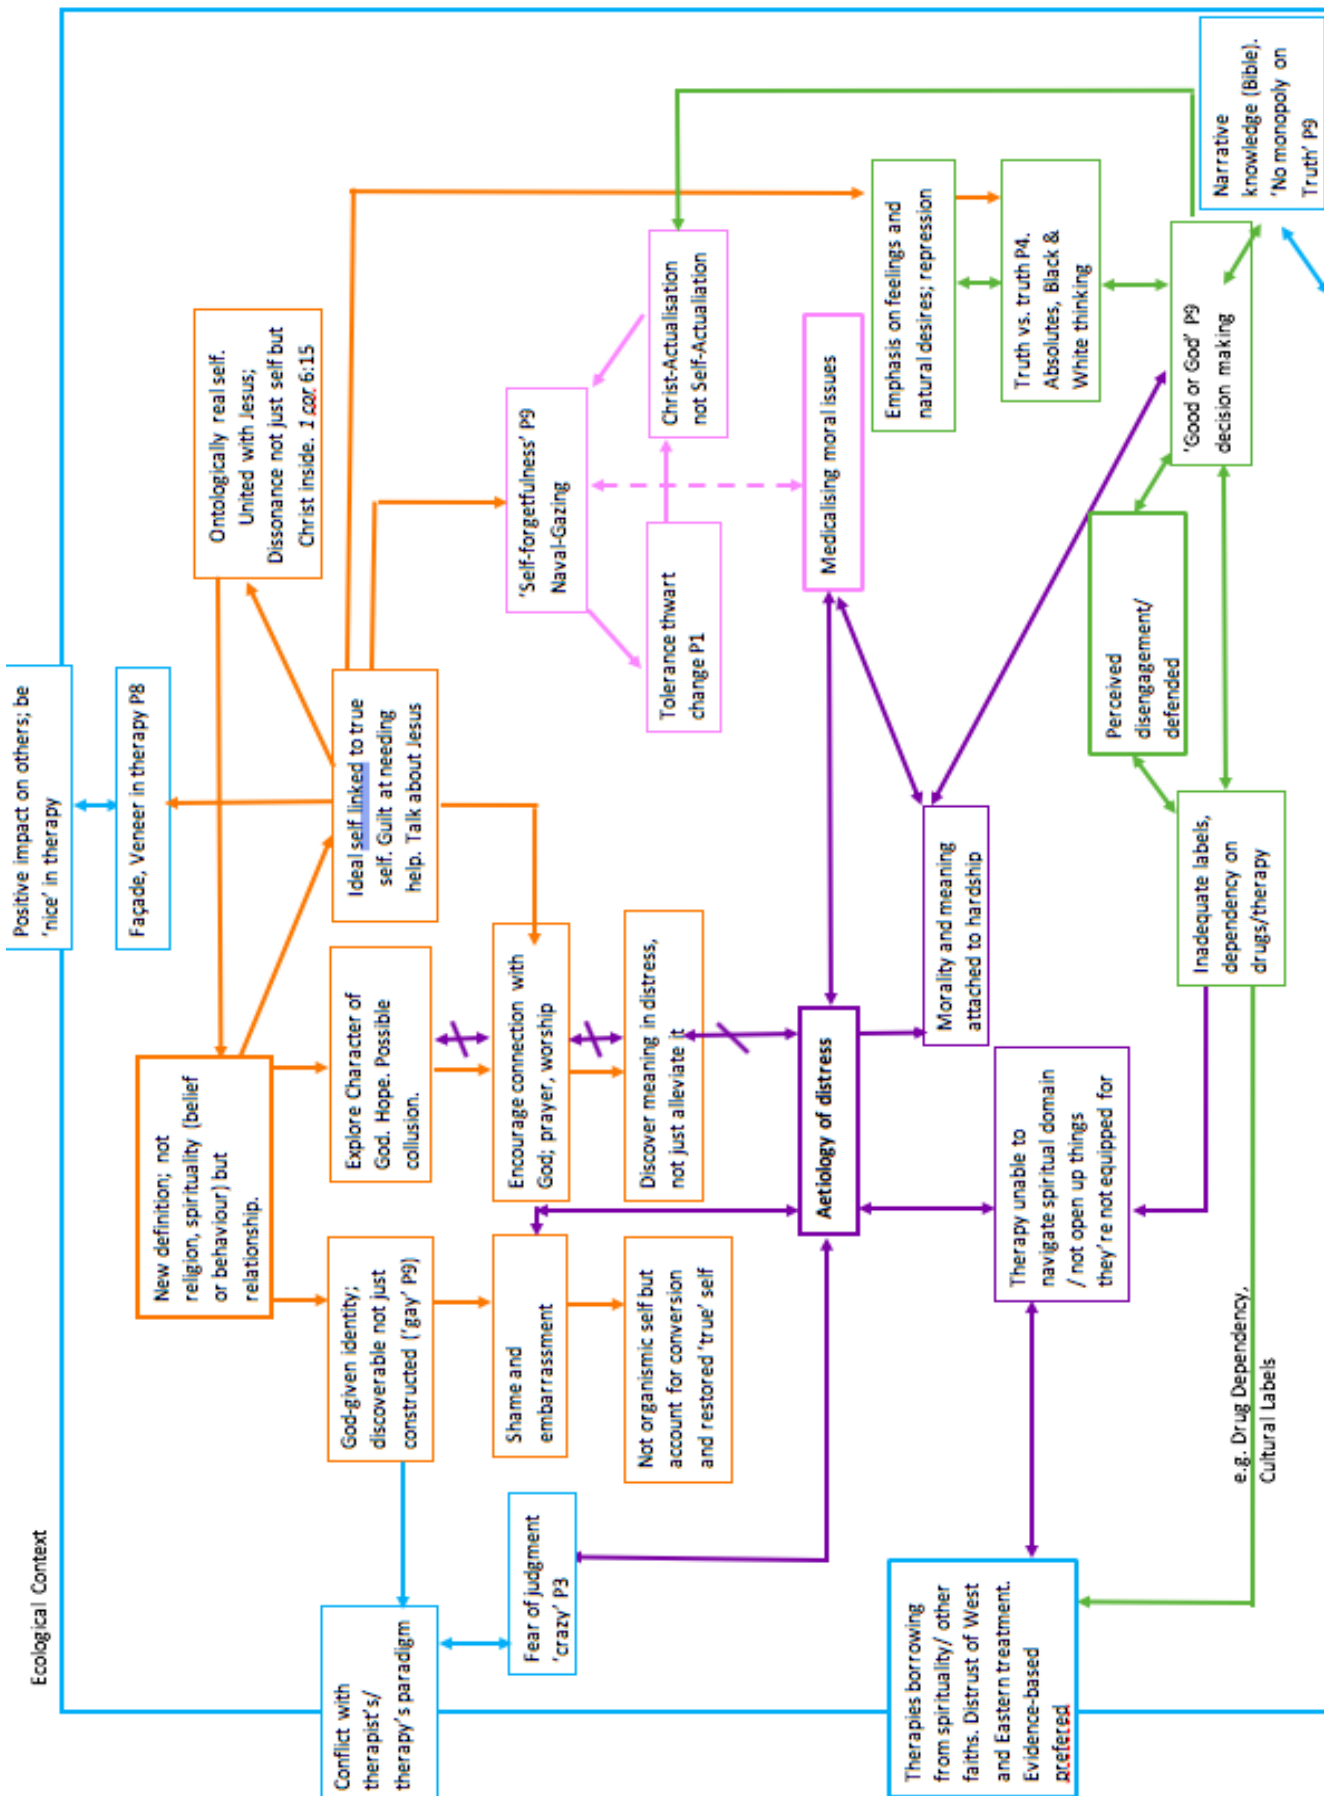 Ecological Context
Positive impact on others; be
'nice' in therapy
Façade, Veneer in therapy P8
New definition; not
religion, spirituality (belief
or behaviour) but
relationship.
Ontologically real self.
United with Jesus;
Dissonance not just self but
Christ inside. 1 cor 6:15
Conflict with
therapist's/
therapy's paradigm
God-given identity;
discoverable not just
constructed ('gay' P9)
Explore Character of
God. Hope. Possible
collusion.
Ideal self linked to true
self. Guilt at needing
help. Talk about Jesus
Fear of judgment
'crazy' P3
Shame and
embarrassment
Encourage connection with
God; prayer, worship
'Self-forgetfulness' P9
Naval-Gazing
Not organismic self but
account for conversion
and restored 'true' self
Discover meaning in distress,
not just alleviate it
Tolerance thwart
change P1
Christ-Actualisation
not Self-Actualiation
Aetiology of distress
Medicalising moral issues
Emphasis on feelings and
natural desires; repression
Therapies borrowing
from spirituality/ other
faiths. Distrust of West
and Eastern treatment.
Evidence-based
prefered
Therapy unable to
navigate spiritual domain
/ not open up things
they're not equipped for
Morality and meaning
attached to hardship
Truth vs. truth P4.
Absolutes, Black &
White thinking
Perceived
disengagement/
defended
Inadequate labels,
dependency on
drugs/therapy
'Good or God' P9
decision making
e.g. Drug Dependency,
Cultural Labels
Narrative
knowledge (Bible).
'No monopoly on
Truth' P9